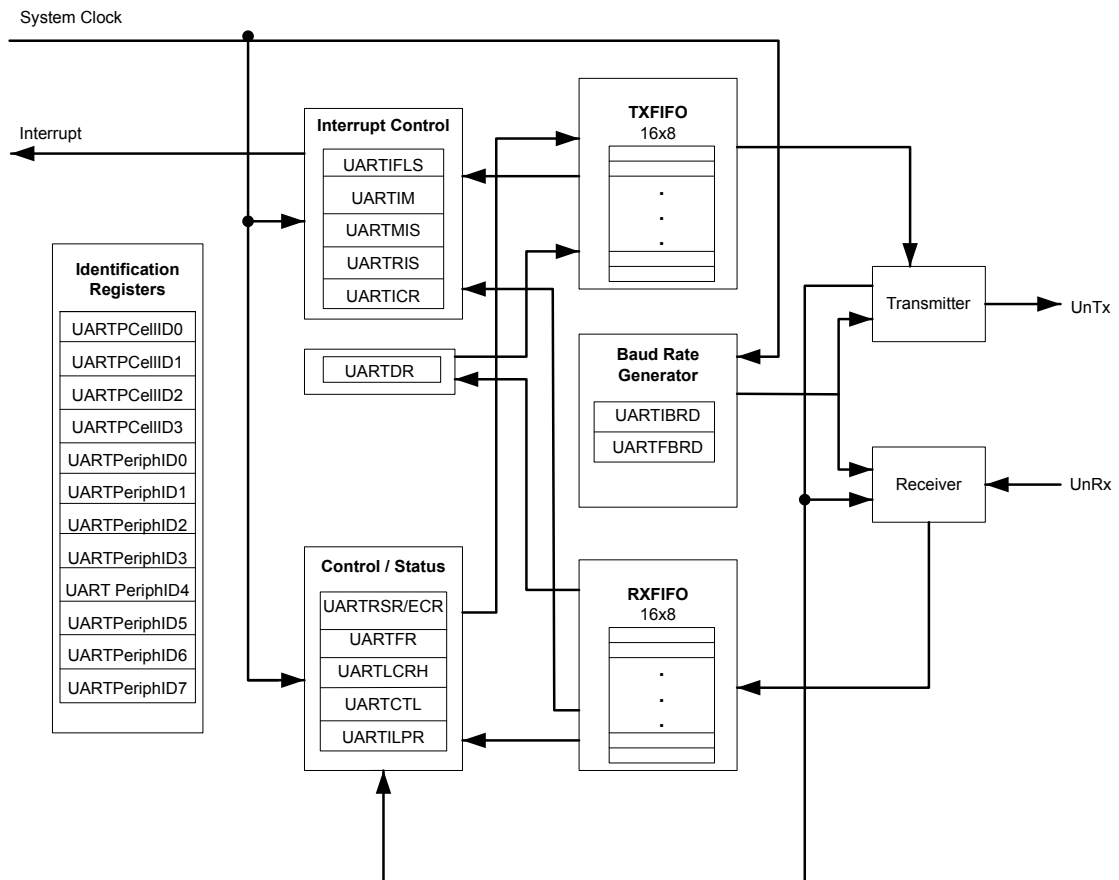 System Clock
Interrupt
Interrupt Control
UARTIFLS
UARTIM
UARTMIS
UARTRIS
UARTICR
TXFIFO
16x8
.
.
.
Identification
Registers
UARTPCellID0
UARTPCellID1
UARTPCellID2
UARTPCellID3
UARTPeriphID0
UARTPeriphID1
UARTPeriphID2
UARTPeriphID3
UART PeriphID4
UARTPeriphID5
UARTPeriphID6
UARTPeriphID7
UARTDR
Baud Rate
Generator
UARTIBRD
UARTFBRD
Transmitter
UnTx
Receiver
UnRx
Control / Status
UARTRSR/ECR
UARTFR
UARTLCRH
UARTCTL
UARTILPR
RXFIFO
16x8
.
.
.